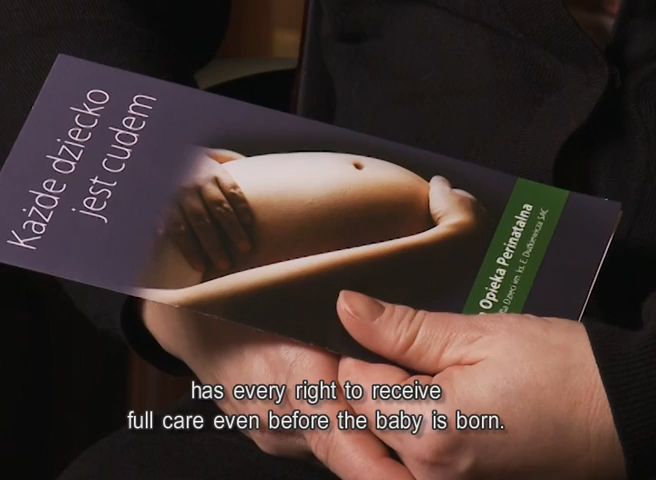 Każde dziecko
jest cudem
Opieka Perinatalna
has every right to receive
full care even before the baby is born.